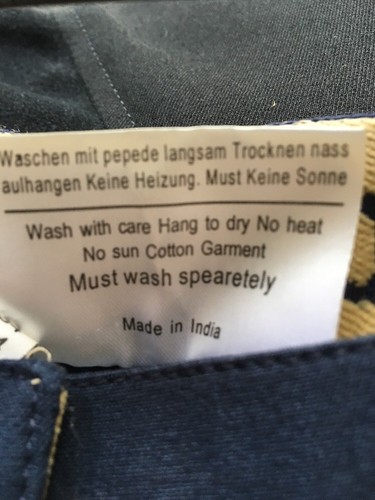 Waschen mit pepede langsam Trocknen nass
aulhangen Keine Heizung. Must Keine Sonne
Wash with care Hang to dry No heat
No sun Cotton Garment
Must wash spearetely
Made in India